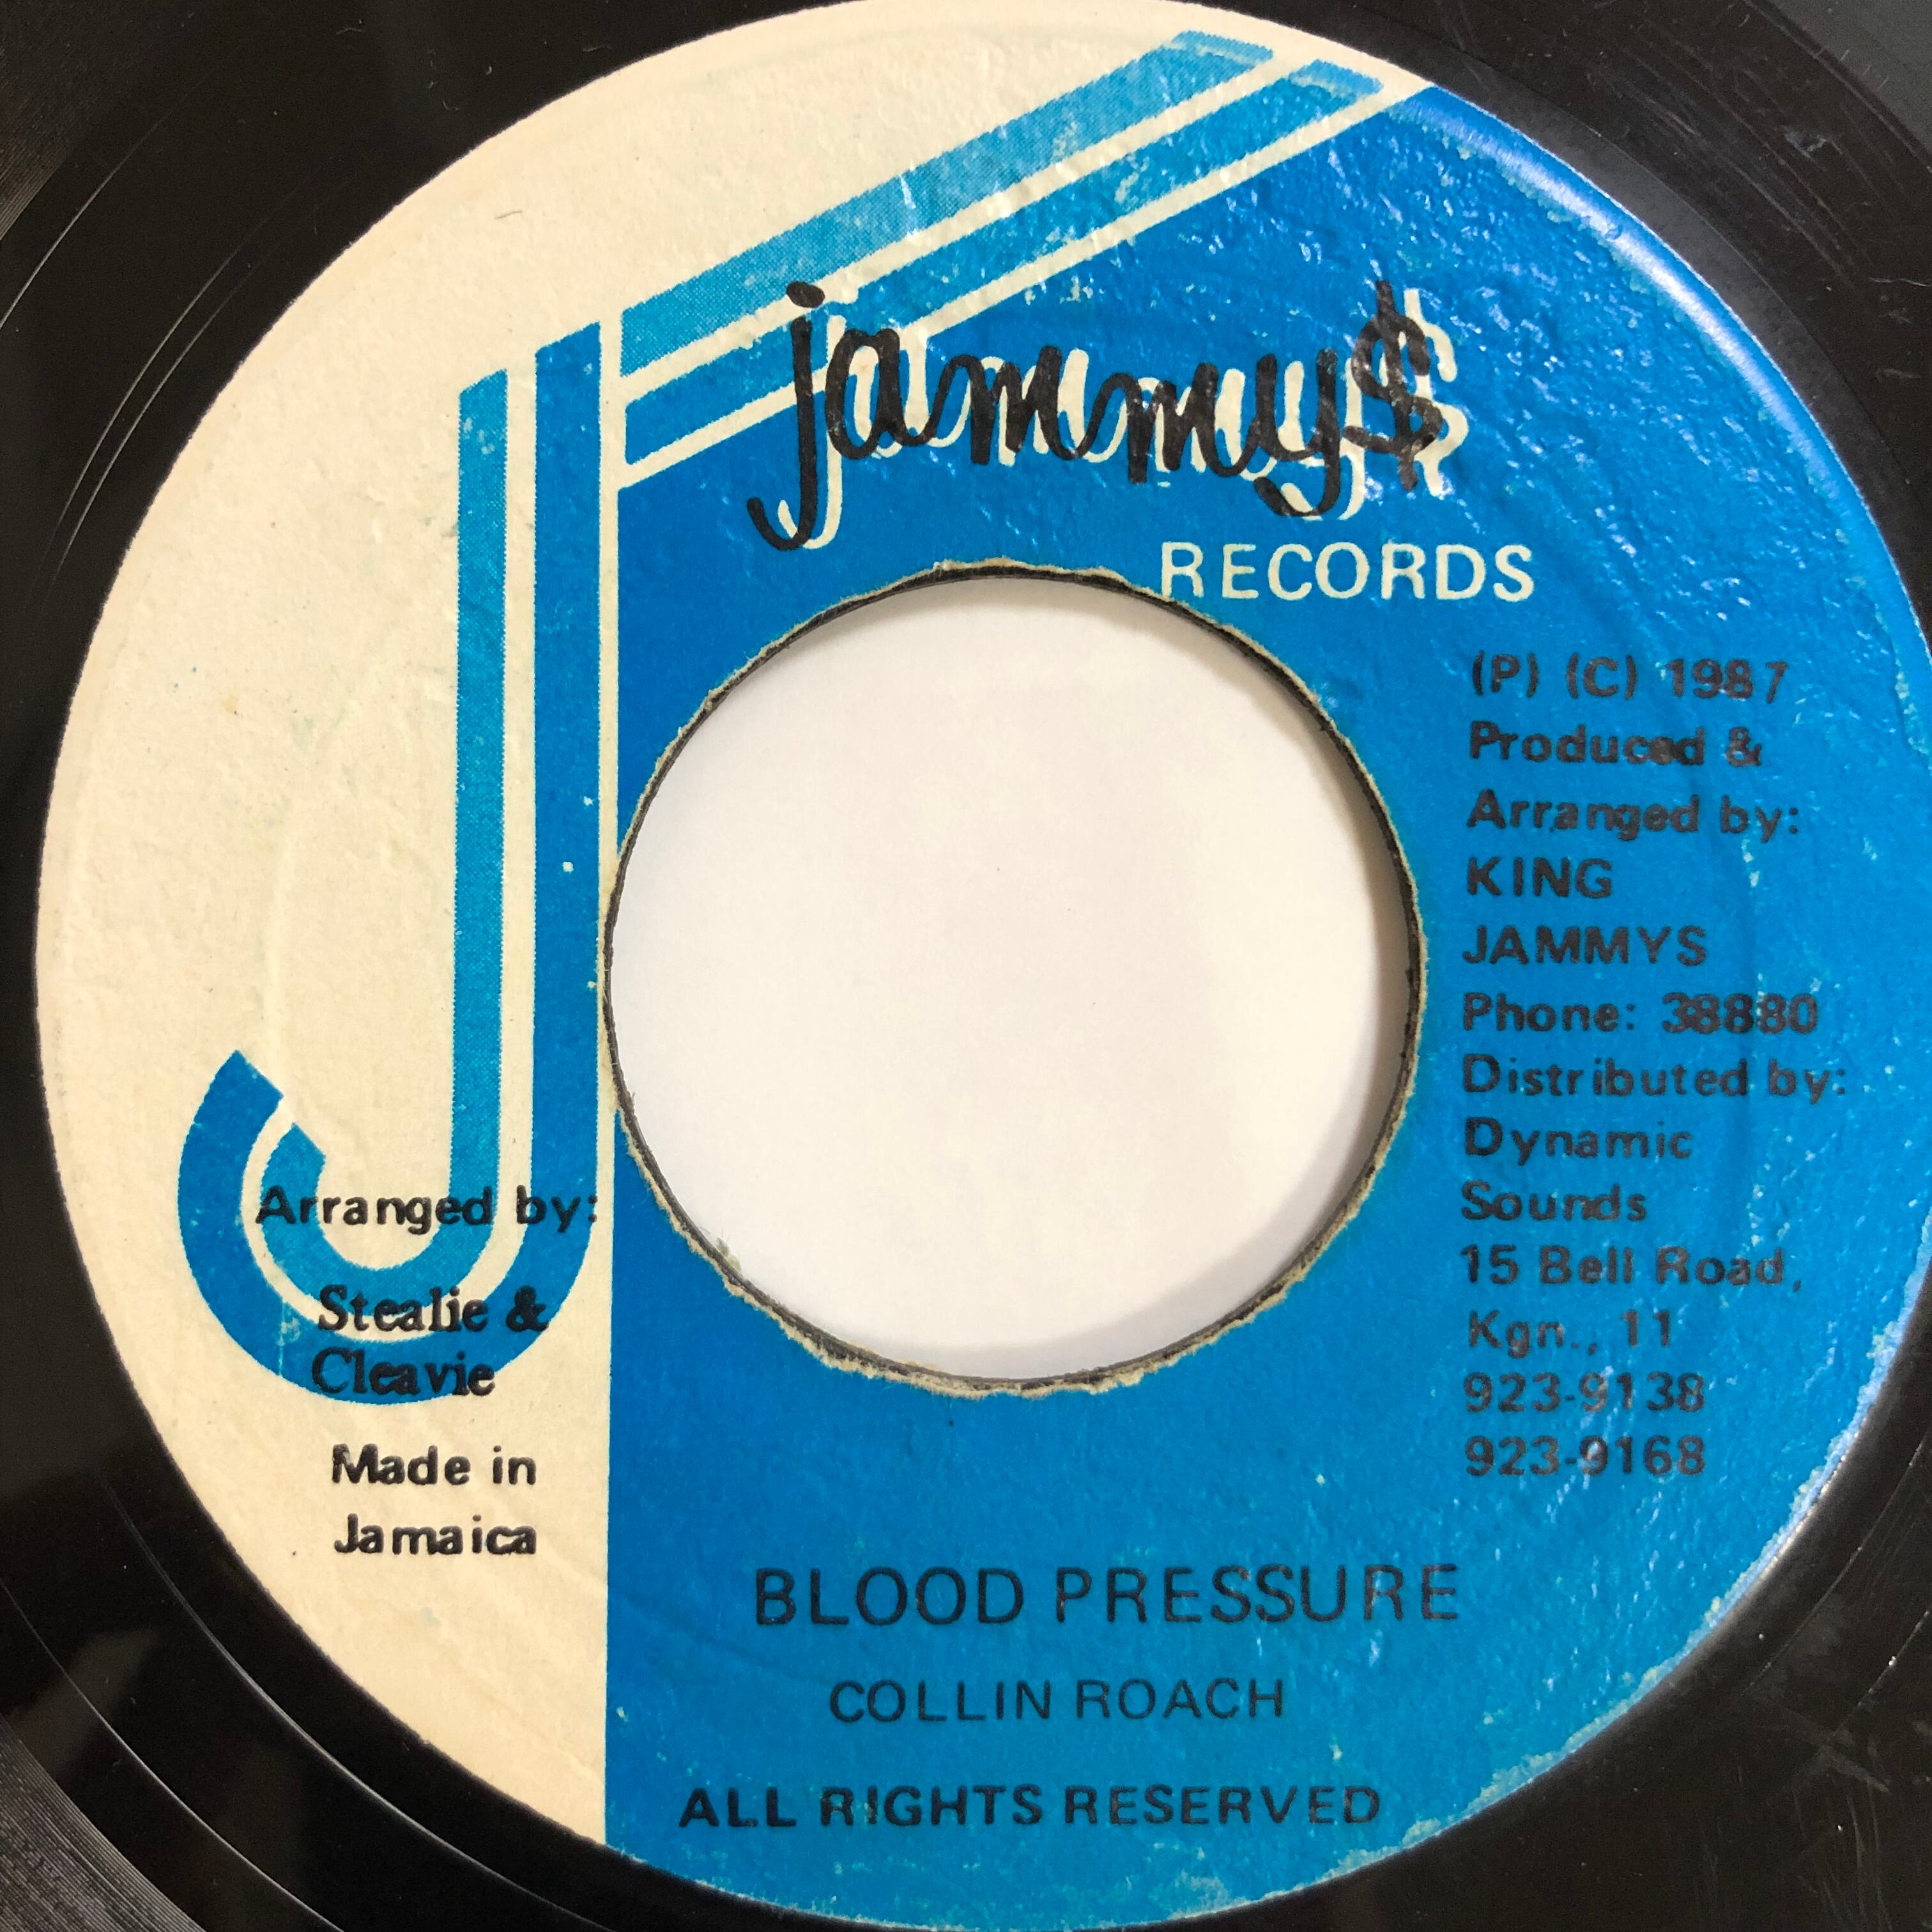 jammy$
RECORDS
(P) (C) 1987
Produced &
Arranged by:
KING
JAMMYS
Phone: 38880
Distributed by:
Dynamic
Sounds
15 Bell Road,
Kgn., 11
923-9138
923-9168
Arranged by:
Stealie &
Cleavie
Made in
Jamaica
BLOOD PRESSURE
COLLIN ROACH
ALL RIGHTS RESERVED